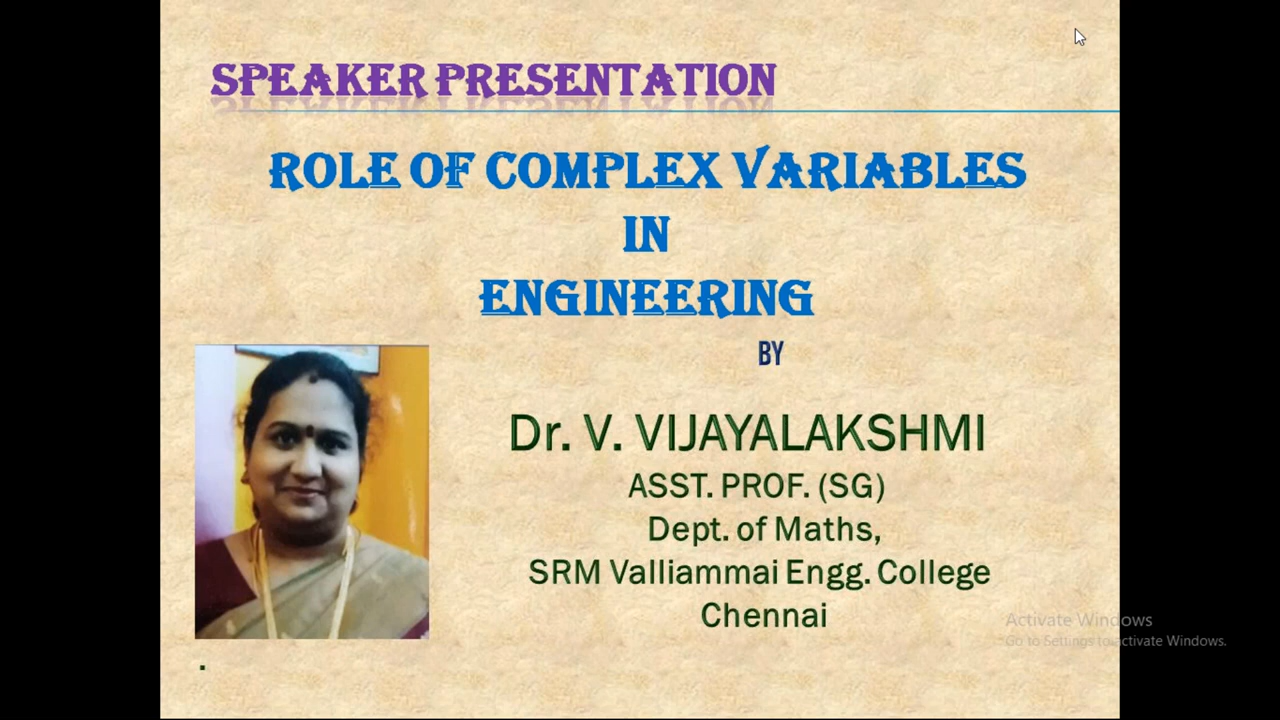 SPEAKER PRESENTATION
ROLE OF COMPLEX VARIABLES
IN
ENGINEERING
BY
Dr. V. VIJAYALAKSHMI
ASST. PROF. (SG)
Dept. of Maths,
SRM Valliammai Engg. College
Chennai
.
Activate Windows
Go to Settings to activate Windows.